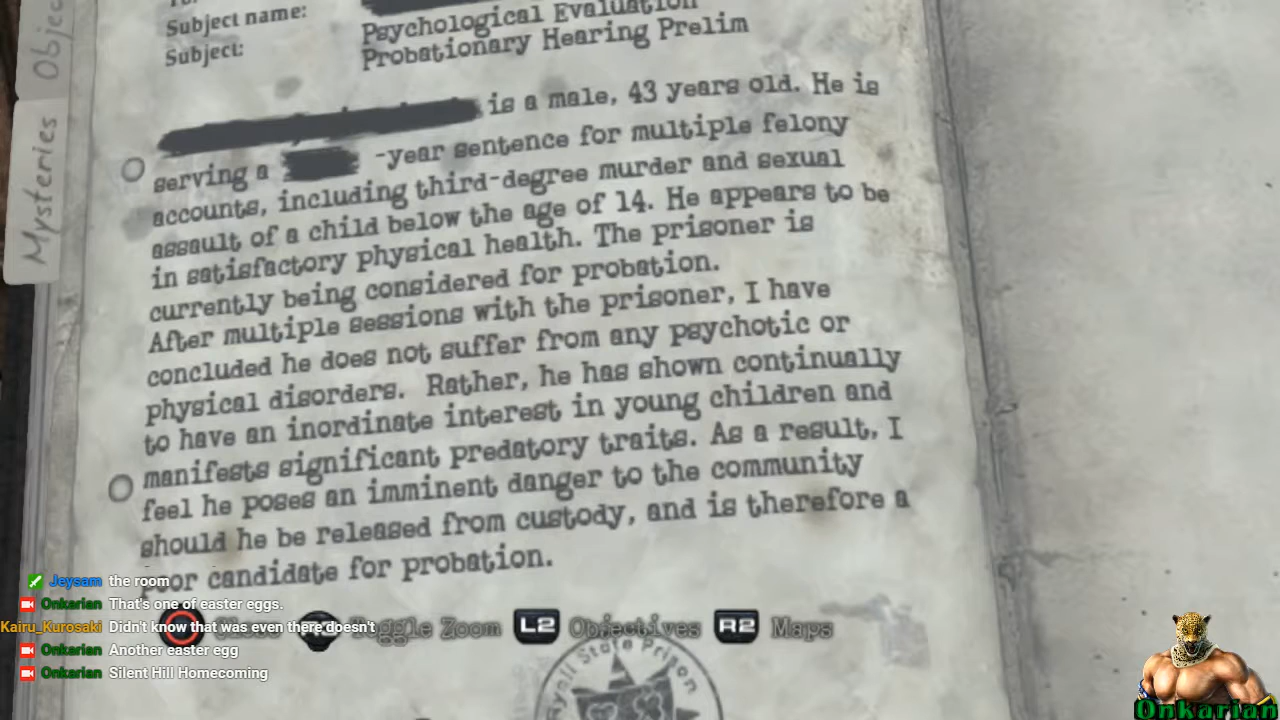 Subject name:
Psychological Evaluation
Subject:
Probationary Hearing Prelim
is a male, 43 years old. He is
serving a -year sentence for multiple felony
accounts, including third-degree murder and sexual
assault of a child below the age of 14. He appears to be
in satisfactory physical health. The prisoner is
currently being considered for probation.
After multiple sessions with the prisoner, I have
concluded he does not suffer from any psychotic or
physical disorders. Rather, he has shown continually
to have an inordinate interest in young children and
manifests significant predatory traits. As a result, I
feel he poses an imminent danger to the community
should he be released from custody, and is therefore a
poor candidate for probation.
Mysteries
Jeysam the room
Onkarian That's one of easter eggs.
Kairu_Kurosaki Didn't know that was even there doesn't
Onkarian Another easter egg
Onkarian Silent Hill Homecoming
Toggle Zoom L2 Objectives R2 Maps
State Prison
Onkarian